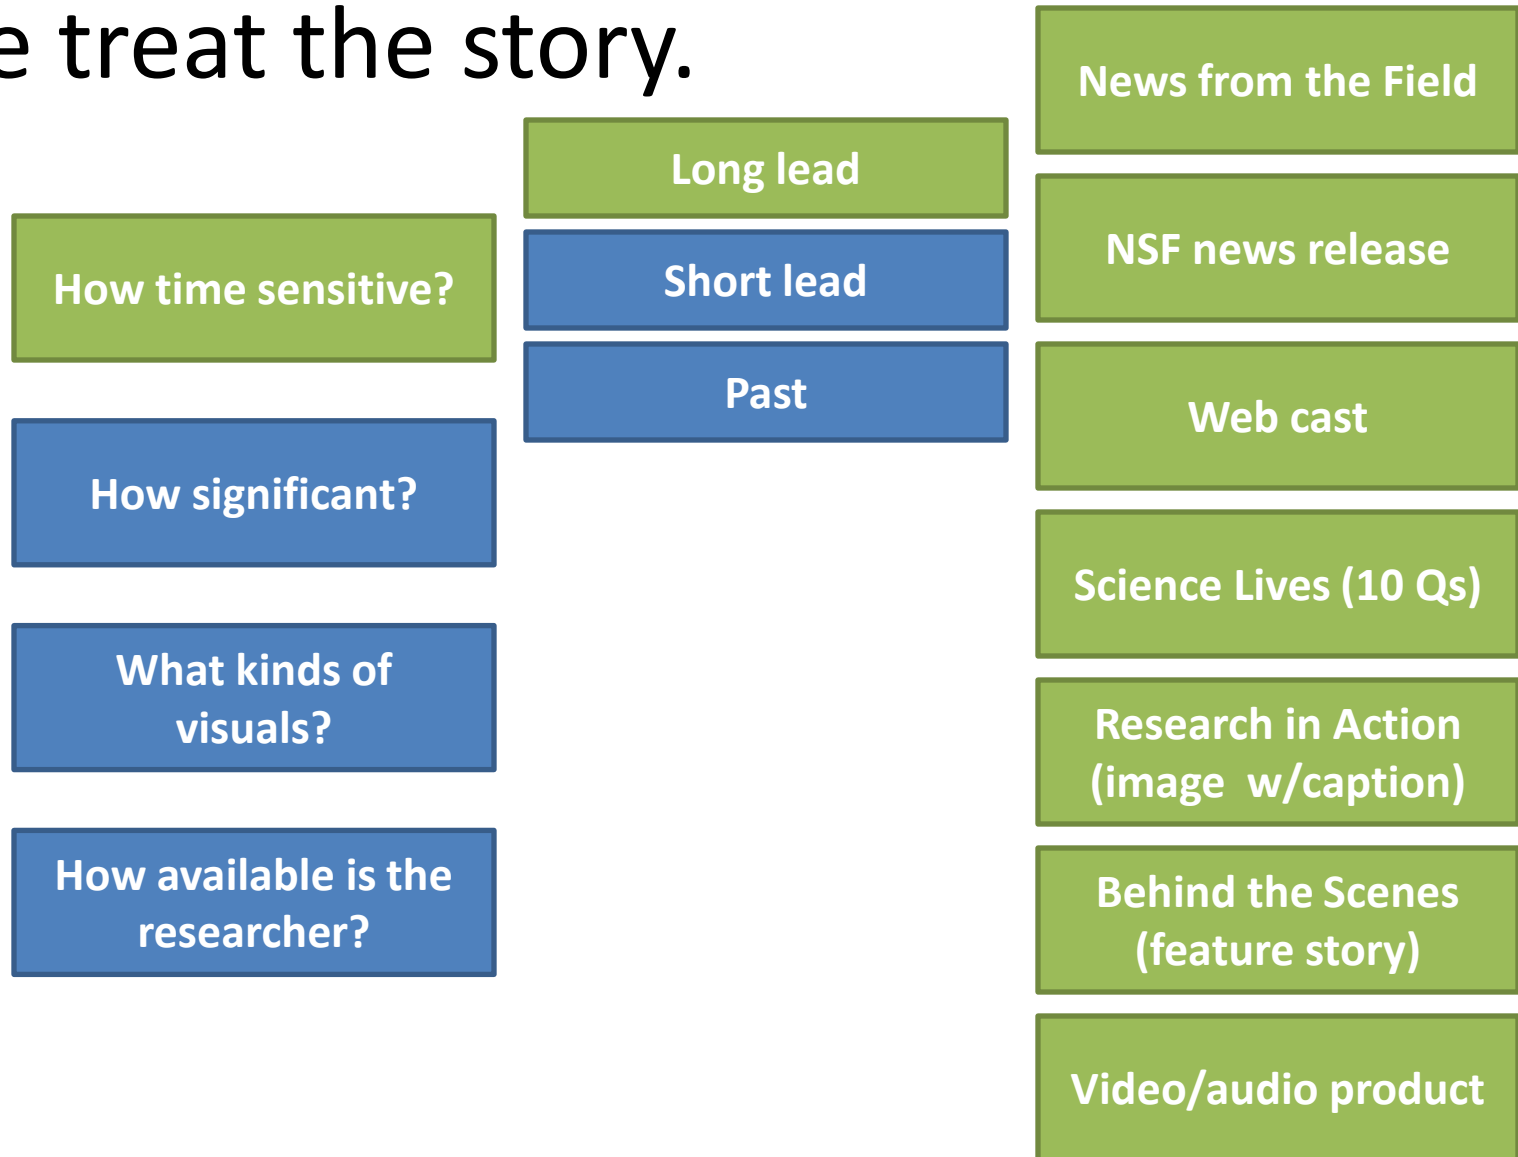 e treat the story.
How time sensitive?
How significant?
What kinds of
visuals?
How available is the
researcher?
Long lead
Short lead
Past
News from the Field
NSF news release
Web cast
Science Lives (10 Qs)
Research in Action
(image w/caption)
Behind the Scenes
(feature story)
Video/audio product